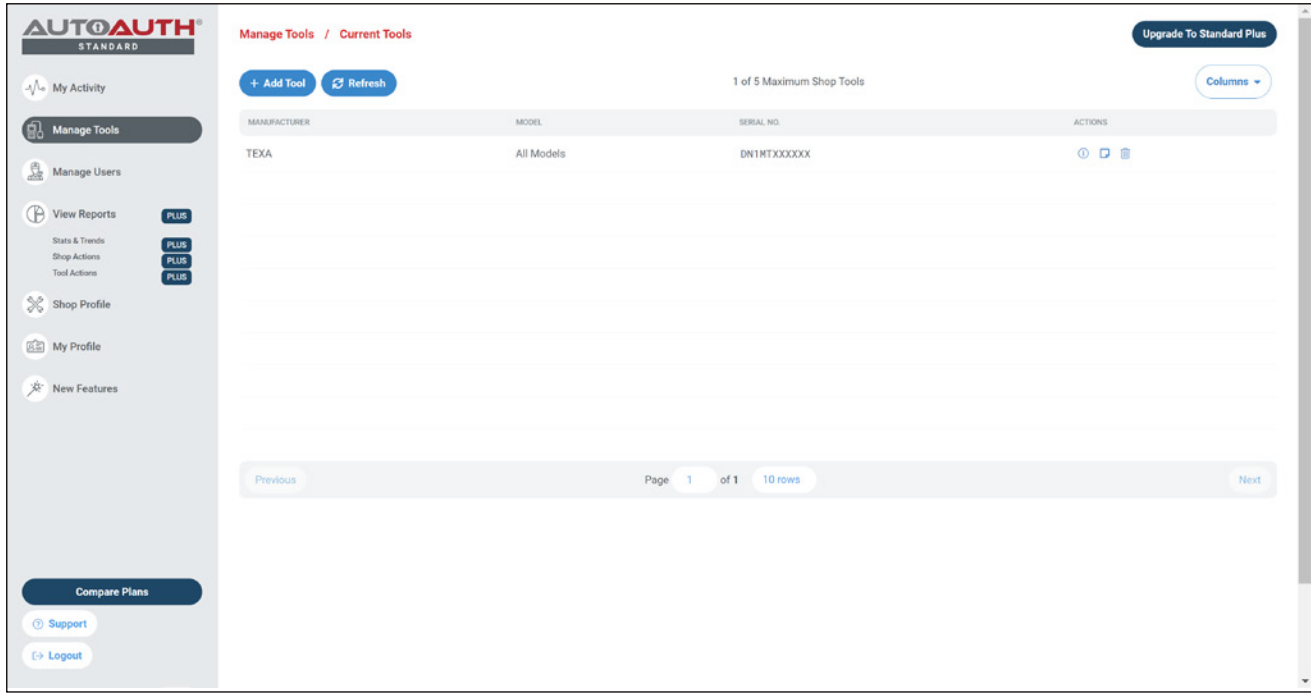 AUTOAUTH®
STANDARD
My Activity
Manage Tools
Manage Users
View Reports PLUS
Stats & Trends PLUS
Shop Actions PLUS
Tool Actions PLUS
Shop Profile
My Profile
New Features
Compare Plans
Support
Logout
Manage Tools / Current Tools
Upgrade To Standard Plus
+ Add Tool Refresh 1 of 5 Maximum Shop Tools Columns
MANUFACTURER MODEL SERIAL NO. ACTIONS
TEXA All Models DN1MTXXXXXX
Previous Page 1 of 1 10 rows Next